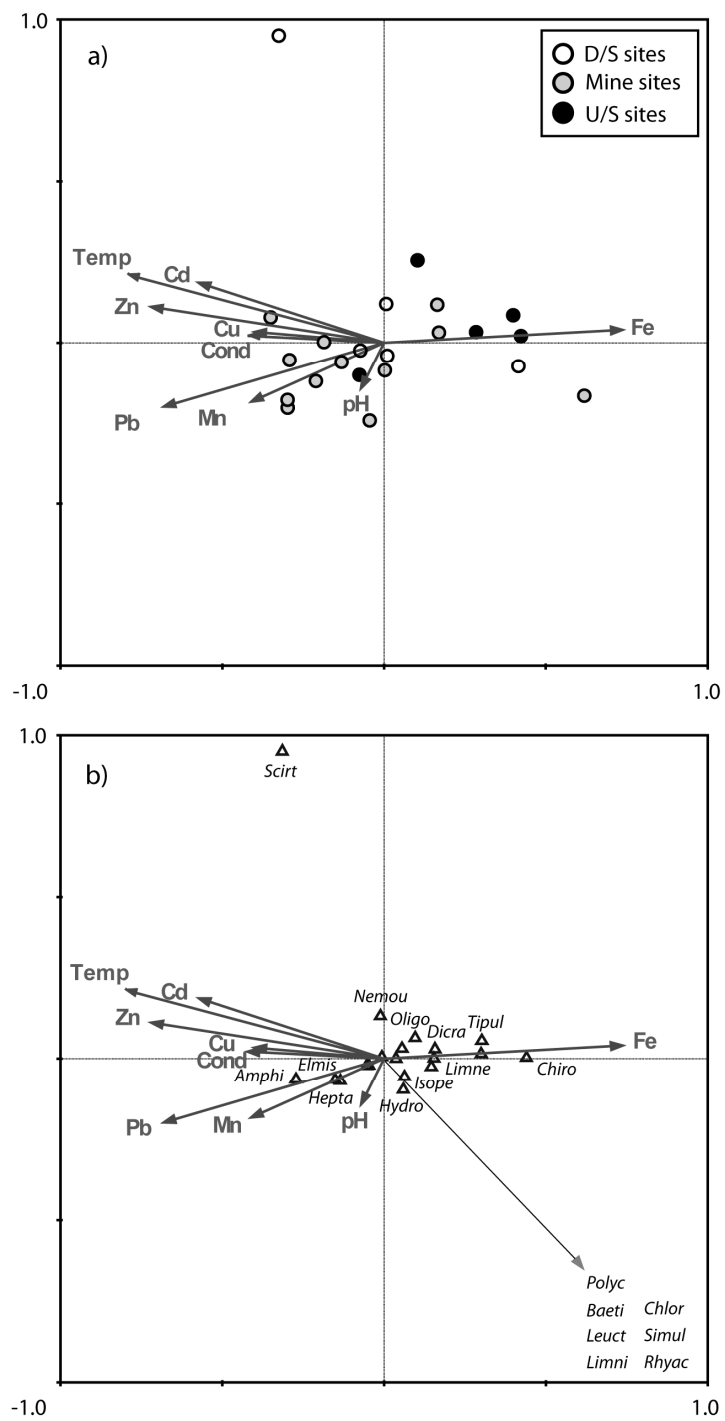 1.0
a)
D/S sites
Mine sites
U/S sites
Temp
Cd
Zn
Cu
Cond
Fe
Pb
Mn
pH
-1.0
1.0
1.0
b)
Scirt
Temp
Cd
Zn
Nemou
Oligo
Dicra
Tipul
Cu
Cond
Fe
Elmis
Amphi
Limne
Chiro
Isope
Hepta
Hydro
Pb
Mn
pH
Polyc
Baeti Chlor
Leuct Simul
Limni Rhyac
-1.0
1.0